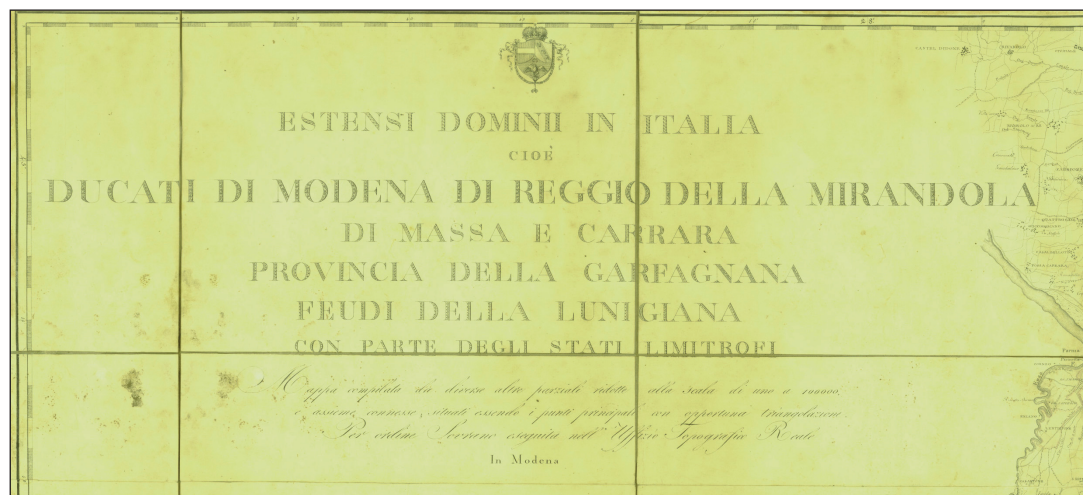 ESTENSI DOMINII IN ITALIA
CIOÈ
DUCATI DI MODENA DI REGGIO DELLA MIRANDOLA
DI MASSA E CARRARA
PROVINCIA DELLA GARFAGNANA
FEUDI DELLA LUNIGIANA
CON PARTE DEGLI STATI LIMITROFI
Mappa compilata da diverse altre parziali ridotte alla Scala di uno a
assieme connesse, situati essendo i punti principali con opportuna triangolazione.
Per ordine Sovrano eseguita nell' Uffizio Topografico Reale
In Modena
Parma